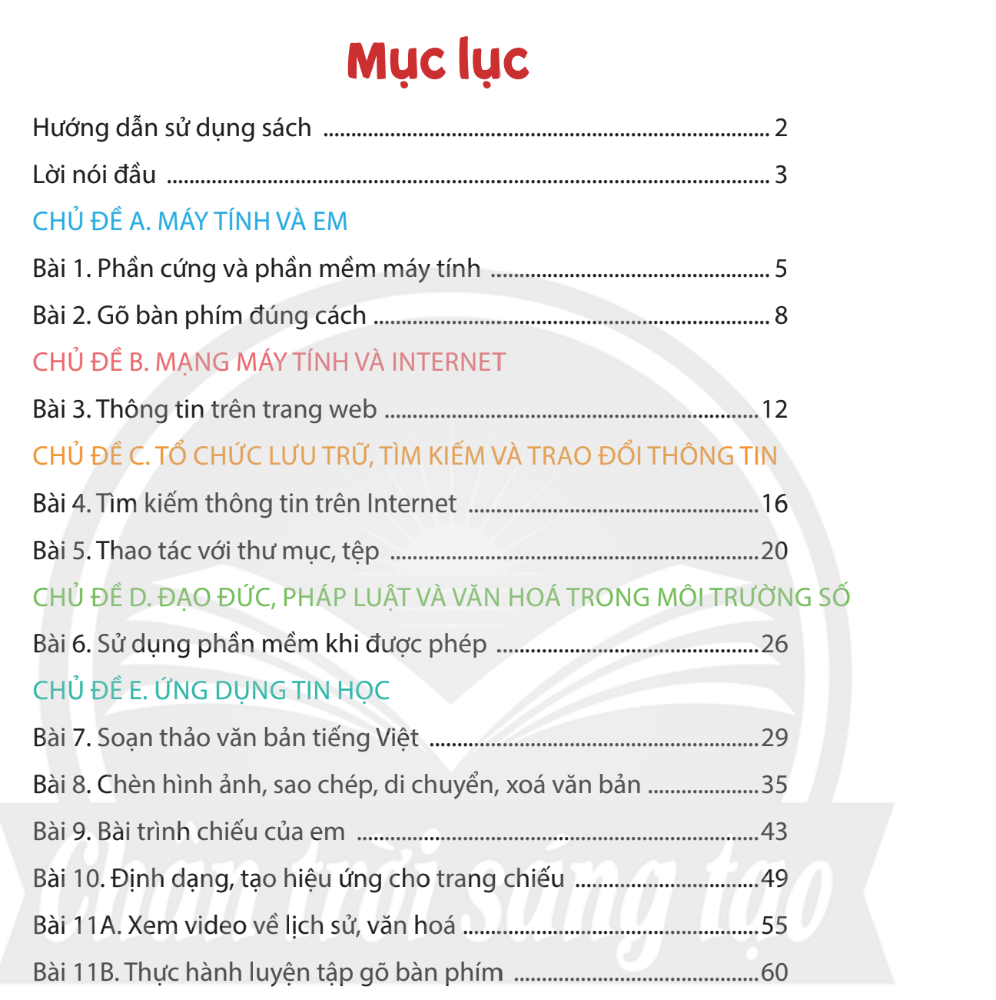 Mục lục
Hướng dẫn sử dụng sách ........................................ 2
Lời nói đầu ........................................ 3
CHỦ ĐỀ A. MÁY TÍNH VÀ EM
Bài 1. Phần cứng và phần mềm máy tính ........................................ 5
Bài 2. Gõ bàn phím đúng cách ........................................ 8
CHỦ ĐỀ B. MẠNG MÁY TÍNH VÀ INTERNET
Bài 3. Thông tin trên trang web ........................................ 12
CHỦ ĐỀ C. TỔ CHỨC LƯU TRỮ, TÌM KIẾM VÀ TRAO ĐỔI THÔNG TIN
Bài 4. Tìm kiếm thông tin trên Internet ........................................ 16
Bài 5. Thao tác với thư mục, tệp ........................................ 20
CHỦ ĐỀ D. ĐẠO ĐỨC, PHÁP LUẬT VÀ VĂN HOÁ TRONG MÔI TRƯỜNG SỐ
Bài 6. Sử dụng phần mềm khi được phép ........................................ 26
CHỦ ĐỀ E. ỨNG DỤNG TIN HỌC
Bài 7. Soạn thảo văn bản tiếng Việt ........................................ 29
Bài 8. Chèn hình ảnh, sao chép, di chuyển, xoá văn bản .................... 35
Bài 9. Bài trình chiếu của em ........................................ 43
Bài 10. Định dạng, tạo hiệu ứng cho trang chiếu ................................. 49
Bài 11A. Xem video về lịch sử, văn hoá ........................................ 55
Bài 11B. Thực hành luyện tập gõ bàn phím ........................................ 60
Chân trời sáng tạo